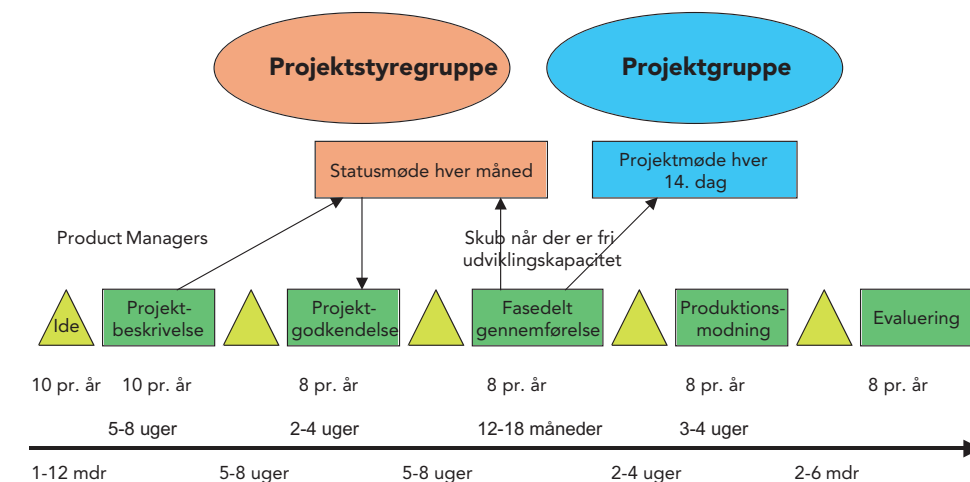 Projektstyregruppe
Projektgruppe
Statusmøde hver måned
Projektmøde hver
14. dag
Product Managers
Skub når der er fri
udviklingskapacitet
Ide
Projekt-
beskrivelse
Projekt-
godkendelse
Fasedelt
gennemførelse
Produktions-
modning
Evaluering
10 pr. år
10 pr. år
8 pr. år
8 pr. år
8 pr. år
8 pr. år
5-8 uger
2-4 uger
12-18 måneder
3-4 uger
1-12 mdr
5-8 uger
5-8 uger
2-4 uger
2-6 mdr